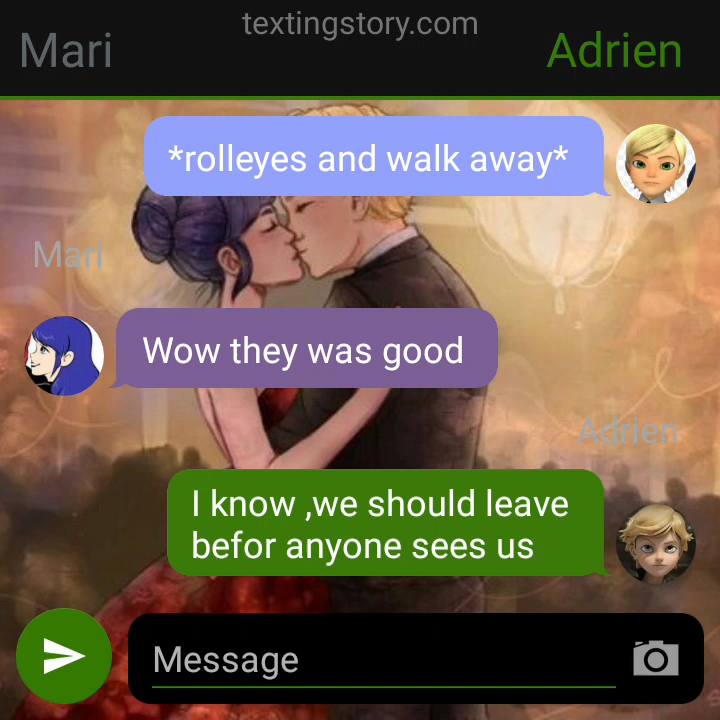 textingstory.com
Mari
Adrien
*rolleyes and walk away*
Mari
Wow they was good
Adrien
I know ,we should leave
befor anyone sees us
Message